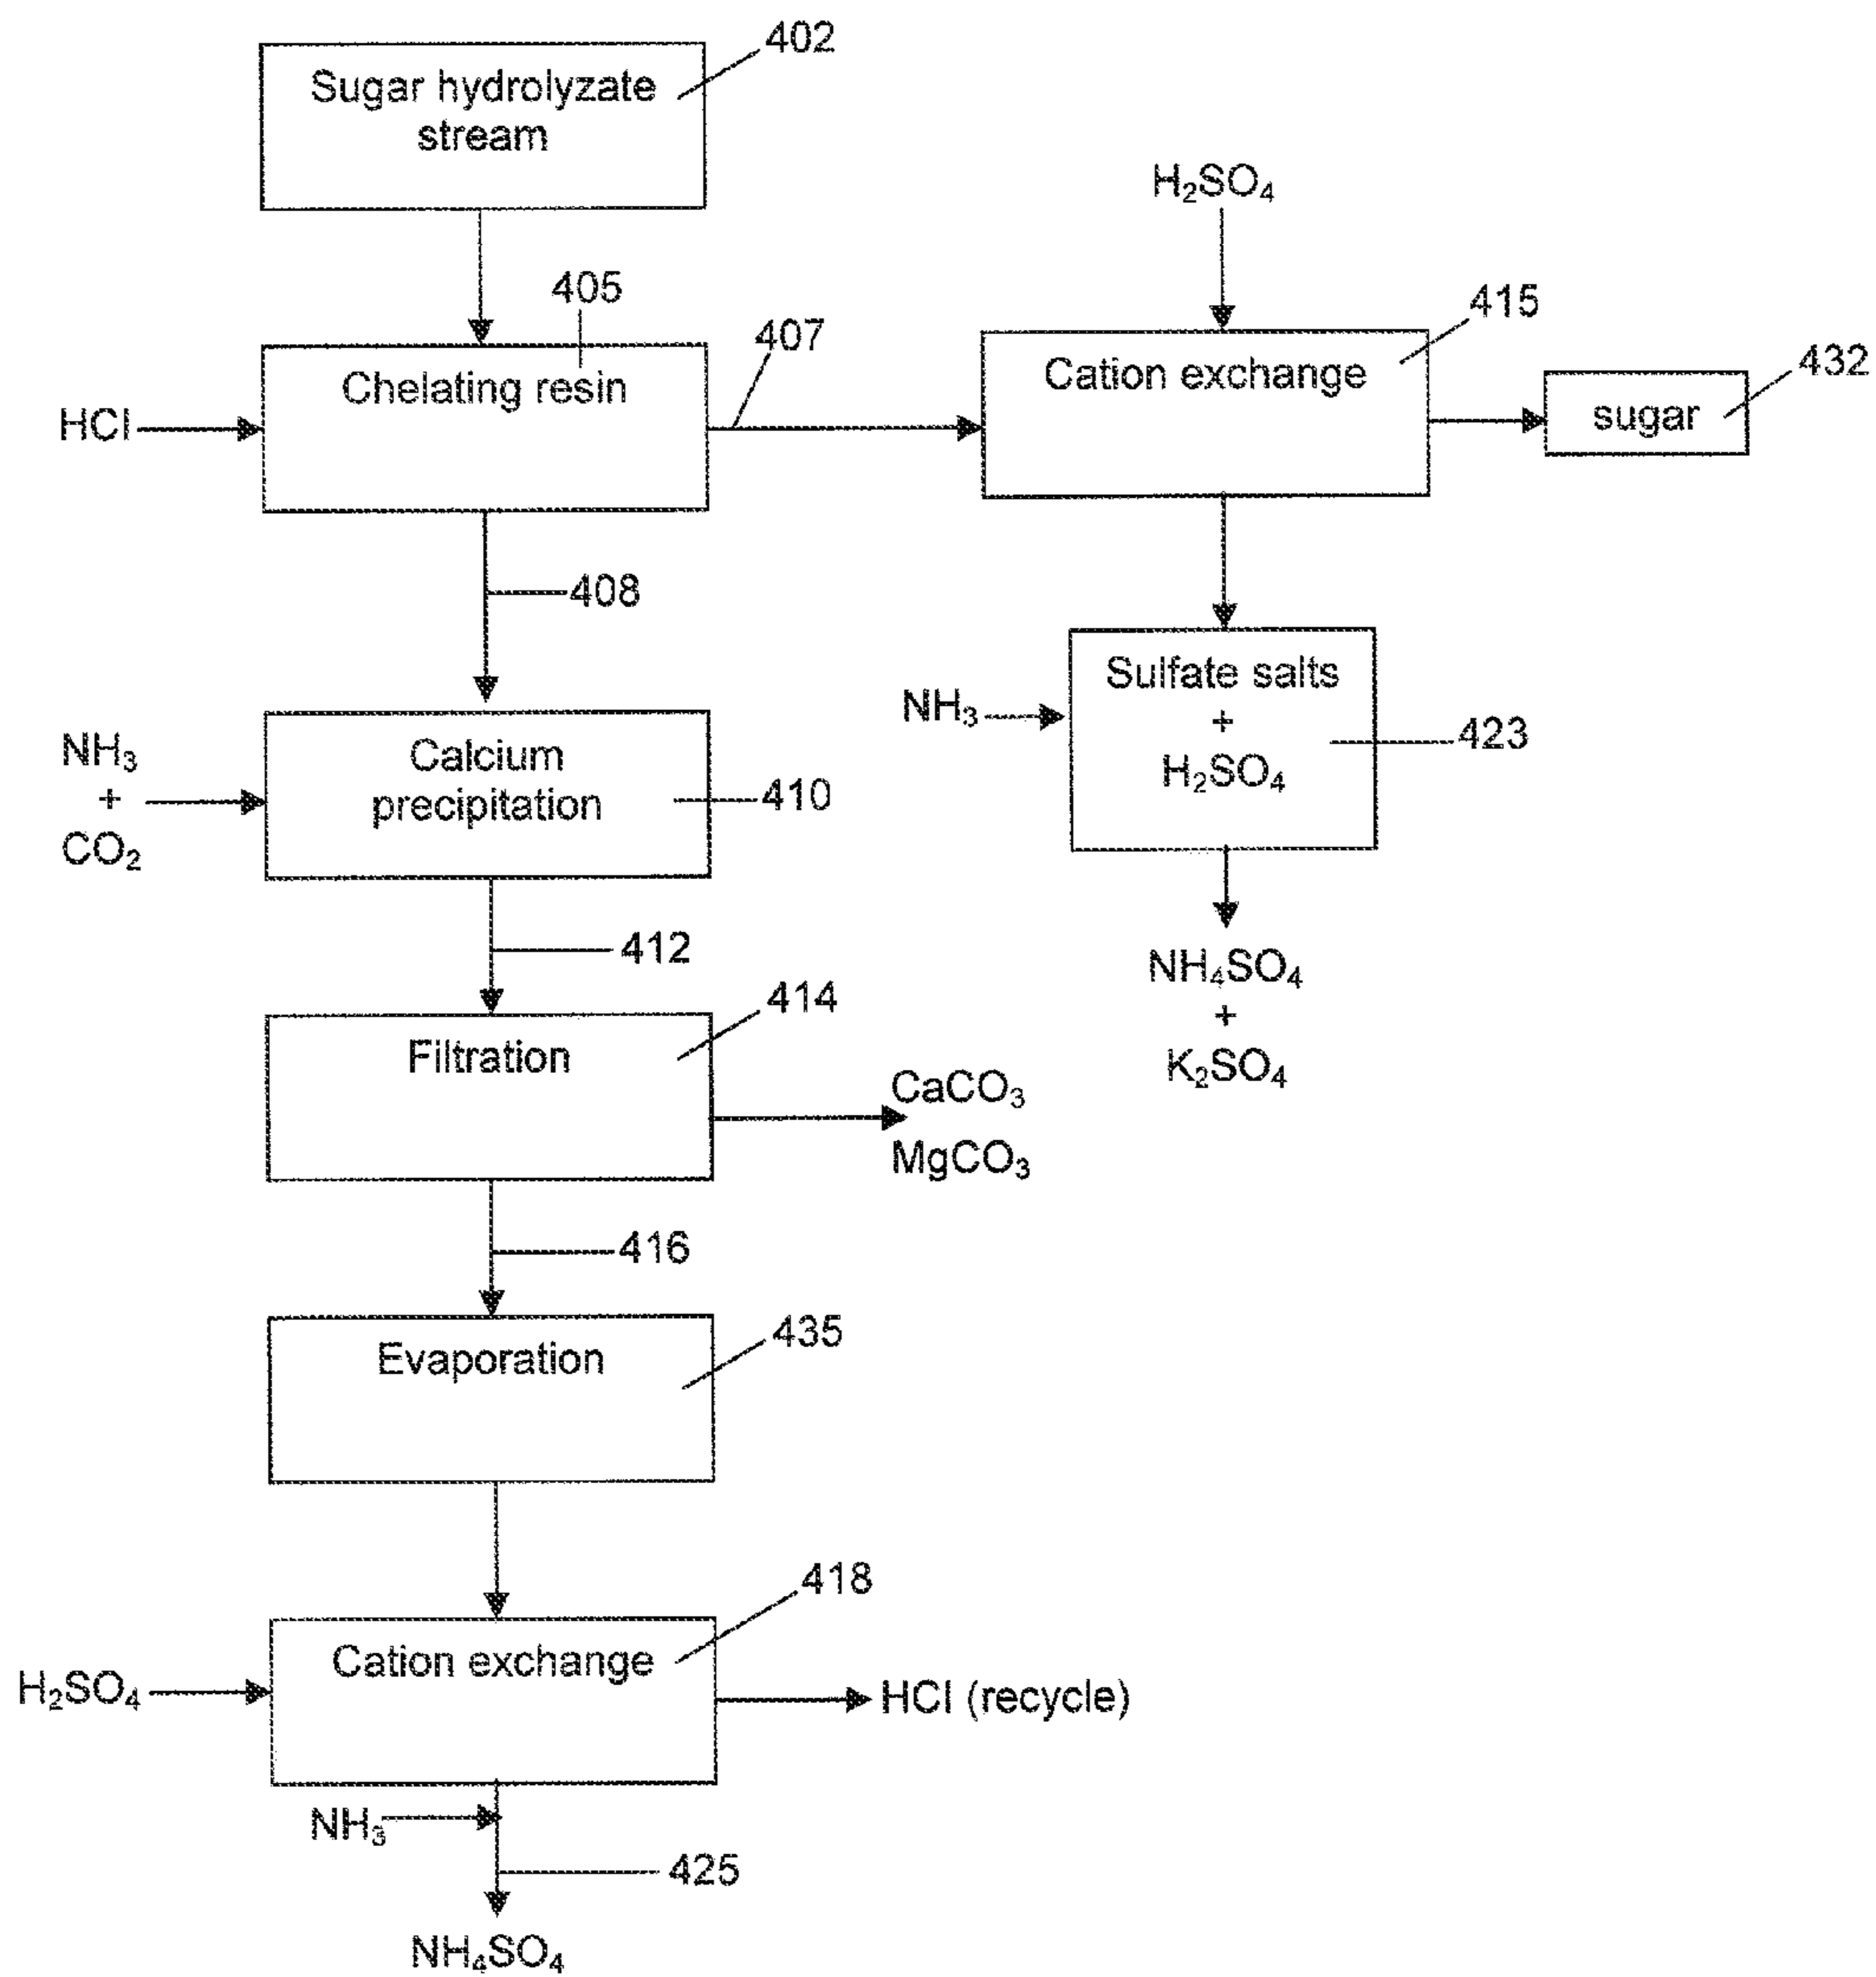 402
Sugar hydrolyzate
stream
H₂SO₄
405
407
415
432
Chelating resin
Cation exchange
sugar
HCl
408
Sulfate salts
+
H₂SO₄
NH₃
423
NH₃
+
CO₂
Calcium
precipitation
410
412
NH₄SO₄
+
K₂SO₄
414
Filtration
CaCO₃
MgCO₃
416
435
Evaporation
418
Cation exchange
H₂SO₄
HCl (recycle)
NH₃
425
NH₄SO₄